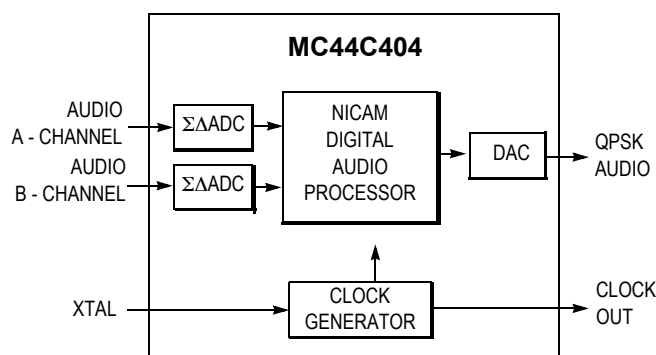 MC44C404
AUDIO
A - CHANNEL
ΣΔADC
AUDIO
B - CHANNEL
ΣΔADC
NICAM
DIGITAL
AUDIO
PROCESSOR
DAC
QPSK
AUDIO
XTAL
CLOCK
GENERATOR
CLOCK
OUT